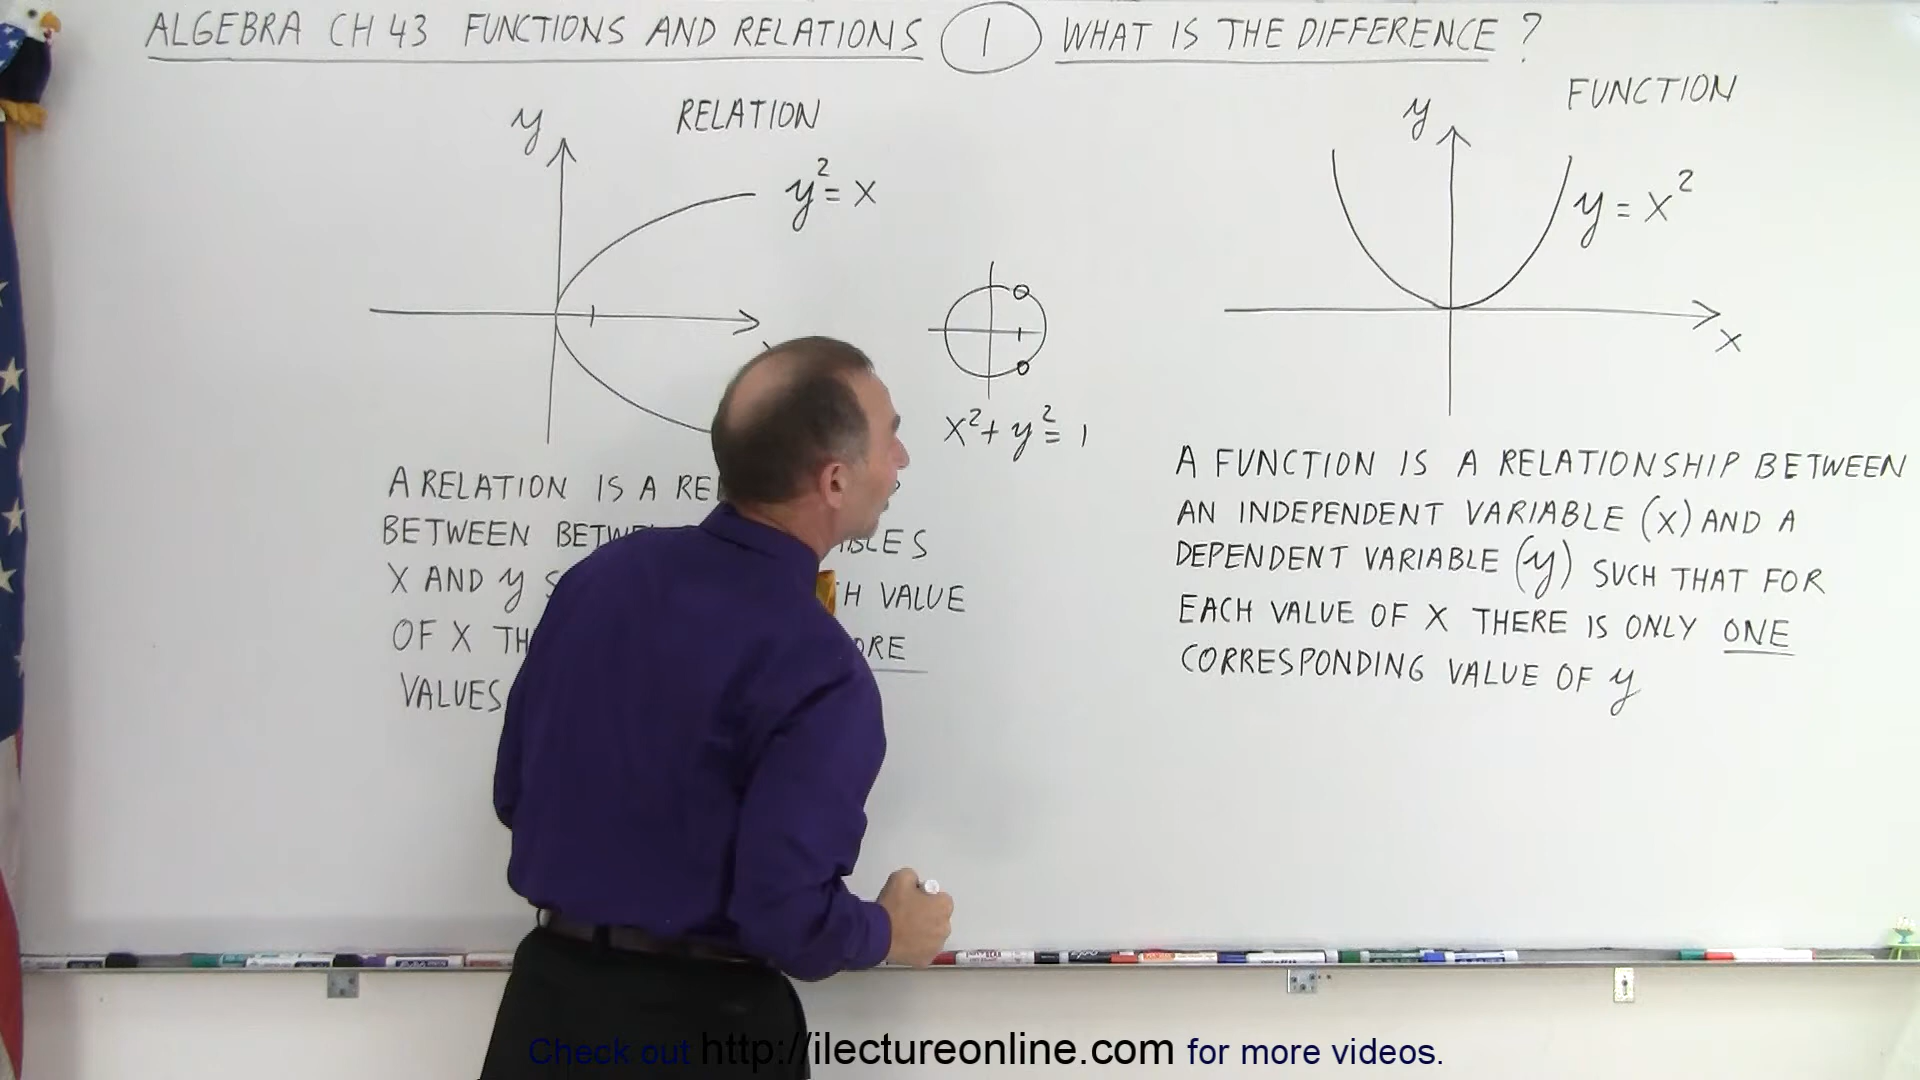 ALGEBRA CH 43 FUNCTIONS AND RELATIONS 1 WHAT IS THE DIFFERENCE ?
y
RELATION
y² = x
x² + y² = 1
A RELATION IS A
BETWEEN
X AND y
OF X
VALUES
H VALUE
y
FUNCTION
y = x²
x
A FUNCTION IS A RELATIONSHIP BETWEEN
AN INDEPENDENT VARIABLE (X) AND A
DEPENDENT VARIABLE (y) SUCH THAT FOR
EACH VALUE OF X THERE IS ONLY ONE
CORRESPONDING VALUE OF y
Check out http://ilectureonline.com for more videos.